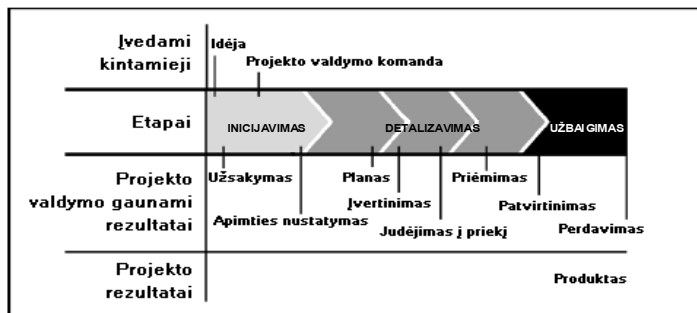 Įvedami
kintamieji
Idėja
Projekto valdymo komanda
Etapai
INICIJAVIMAS
DETALIZAVIMAS
UŽBAIGIMAS
Projekto
valdymo gaunami
rezultatai
Užsakymas
Planas
Priėmimas
Įvertinimas
Patvirtinimas
Apimties nustatymas
Judėjimas į priekį
Perdavimas
Projekto
rezultatai
Produktas